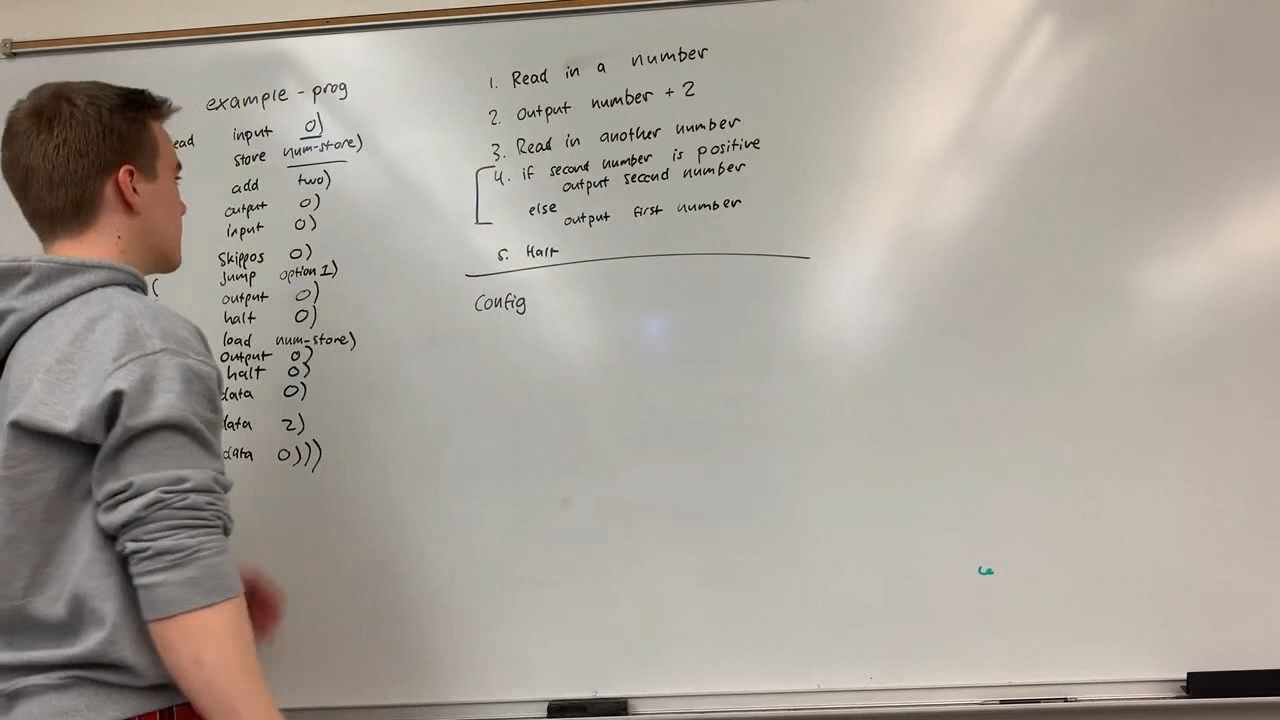 example-prog
ead input 0)
store num-store)
add two)
output 0)
input 0)
skippos 0)
jump option1)
( output 0)
halt 0)
load num-store)
output 0)
halt 0)
data 0)
data 2)
data 0)))
1. Read in a number
2. Output number + 2
3. Read in another number
4. if second number is positive
output second number
else
output first number
5. Halt
Config